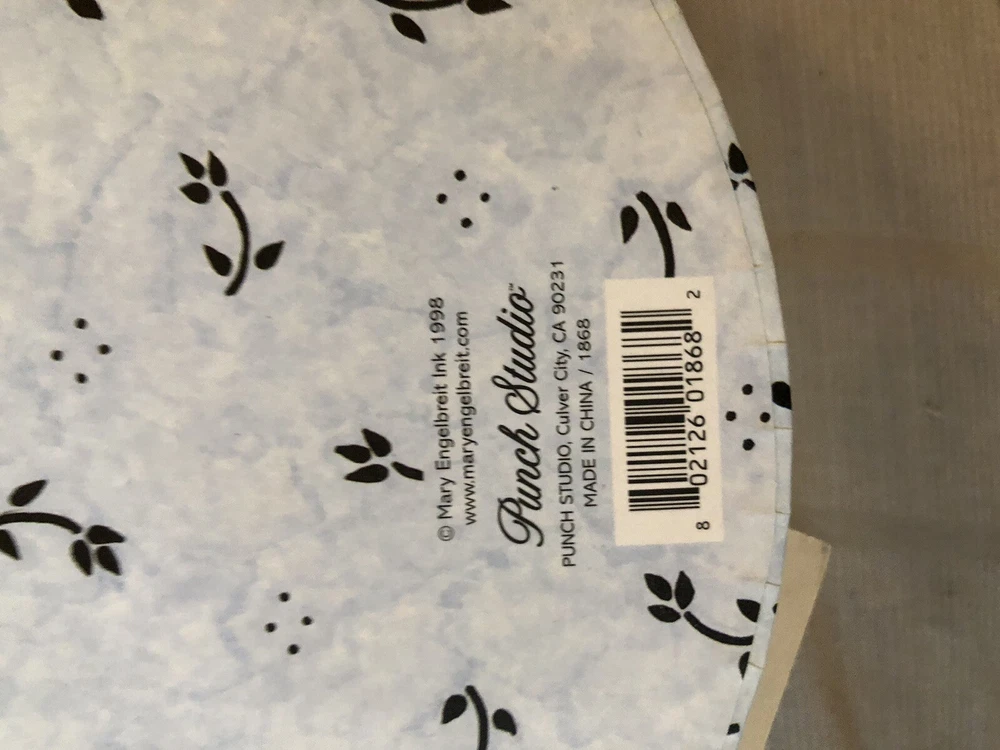 © Mary Engelbreit Ink 1998
www.maryengelbreit.com
Punch Studio™
PUNCH STUDIO, Culver City, CA 90231
MADE IN CHINA / 1868
8 02126 01868 2